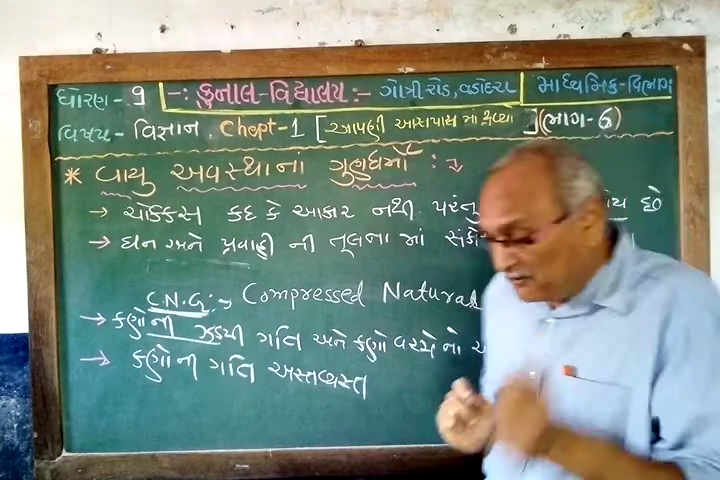 ધોરણ - 9 -: કુનાલ - વિદ્યાલય :- ગોત્રી રોડ, વડોદરા માધ્યમિક - વિભાગ
વિષય - વિજ્ઞાન, Chapt - 1 [આપણી આસપાસ માં દ્રવ્યો] (ભાગ - 6)
* વાયુ અવસ્થાનાં ગુણધર્મો : →
→ ચોક્કસ કદ કે આકાર નથી પરંતુ છે
→ ઘન અને પ્રવાહી ની તૂલના માં
C.N.G. :→ Compressed Natural
→ કણોની ઝડપી ગતિ અને કણો વચ્ચે નો
→ કણોની ગતિ અસ્તવ્યસ્ત